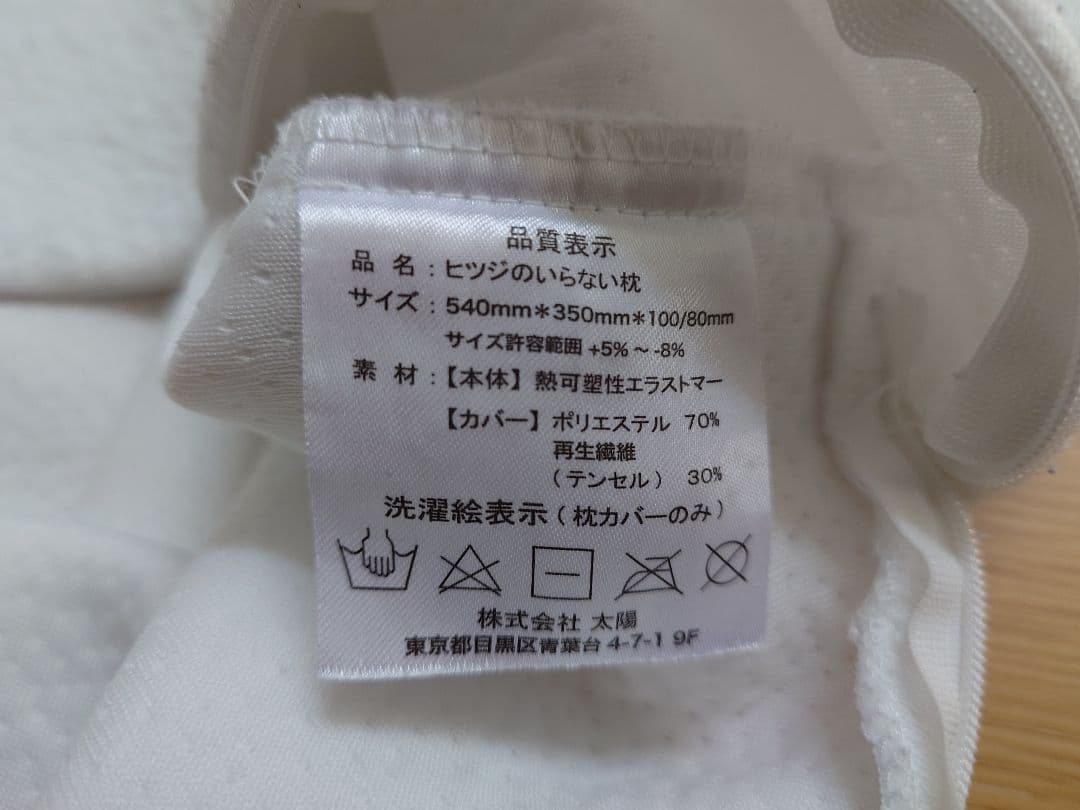 品質表示
品 名：ヒツジのいらない枕
サイズ：540mm＊350mm＊100/80mm
サイズ許容範囲 +5%～-8%
素 材：【本体】熱可塑性エラストマー
【カバー】ポリエステル 70%
再生繊維
（テンセル） 30%
洗濯絵表示（枕カバーのみ）
株式会社 太陽
東京都目黒区青葉台 4-7-1 9F